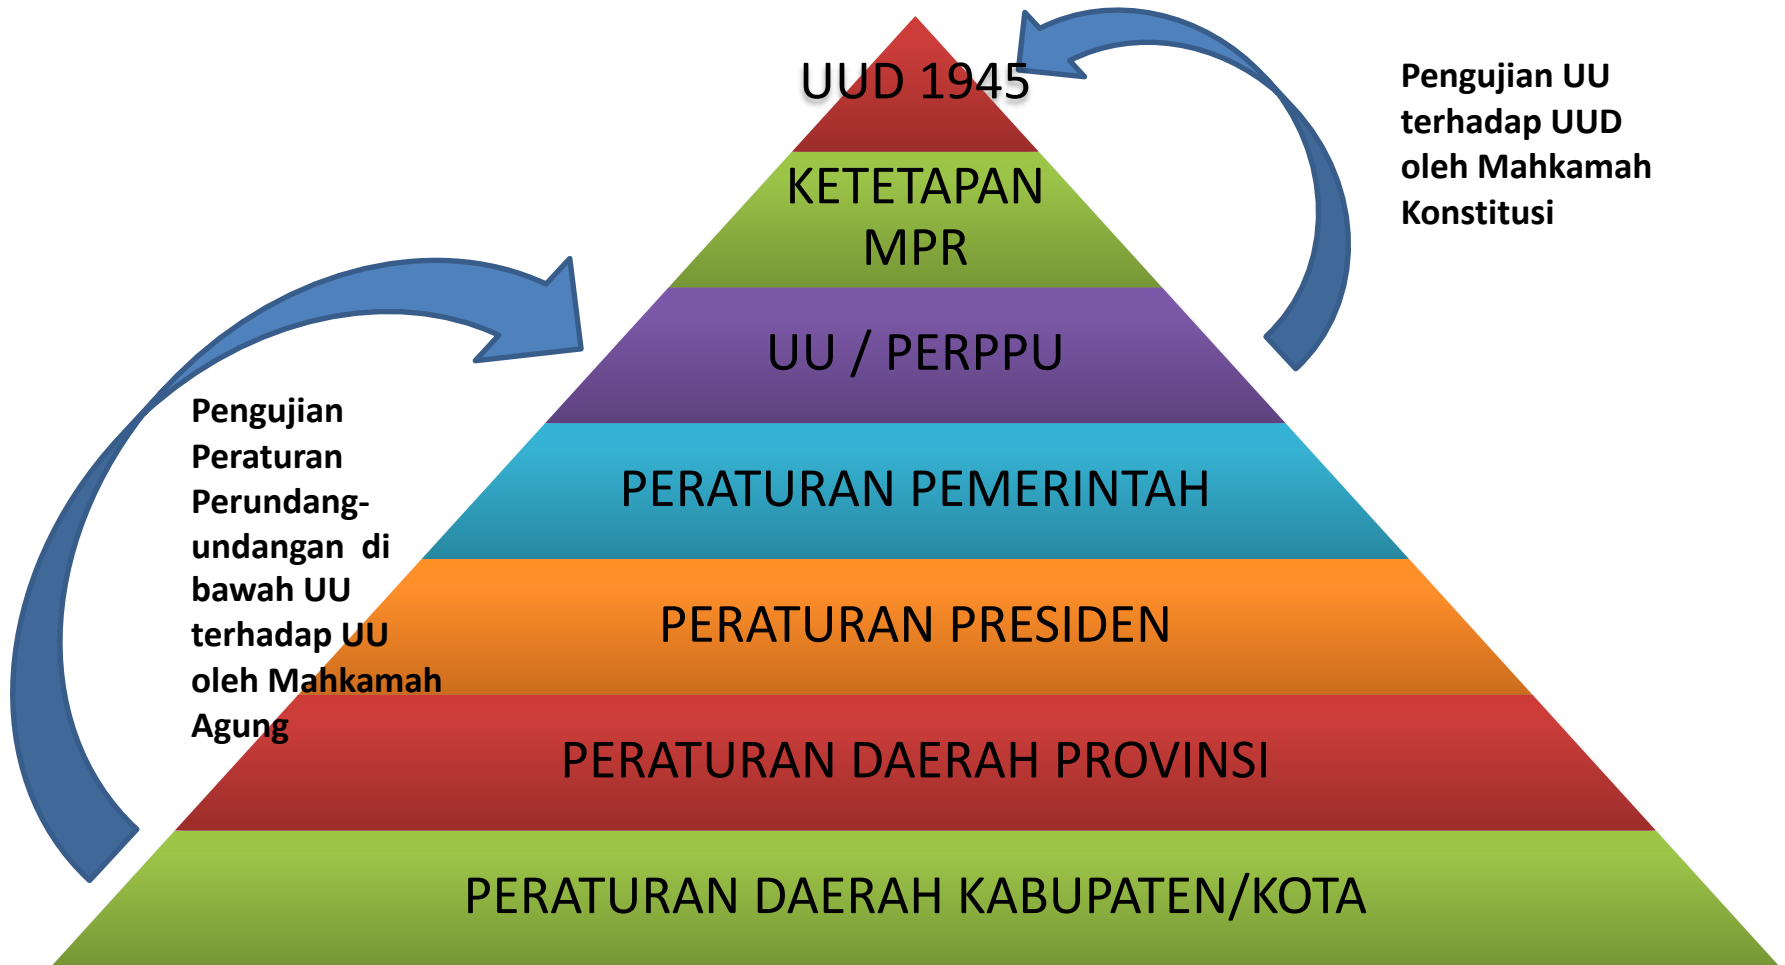 UUD 1945
KETETAPAN
MPR
UU / PERPPU
PERATURAN PEMERINTAH
PERATURAN PRESIDEN
PERATURAN DAERAH PROVINSI
PERATURAN DAERAH KABUPATEN/KOTA
Pengujian UU
terhadap UUD
oleh Mahkamah
Konstitusi
Pengujian
Peraturan
Perundang-
undangan  di
bawah UU
terhadap UU
oleh Mahkamah
Agung